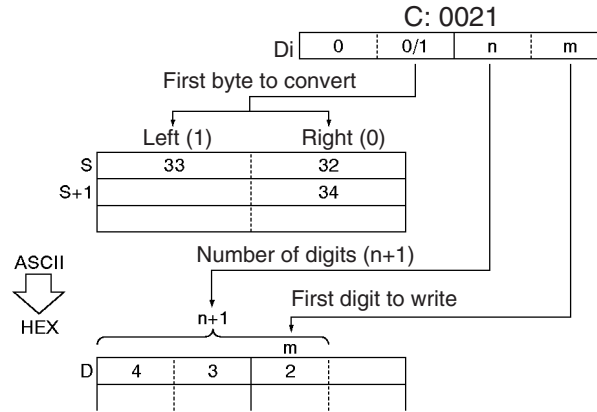 C: 0021
Di 0 0/1 n m
First byte to convert
Left (1) Right (0)
S 33 32
S+1 34
Number of digits (n+1)
ASCII
First digit to write
HEX
n+1
m
D 4 3 2